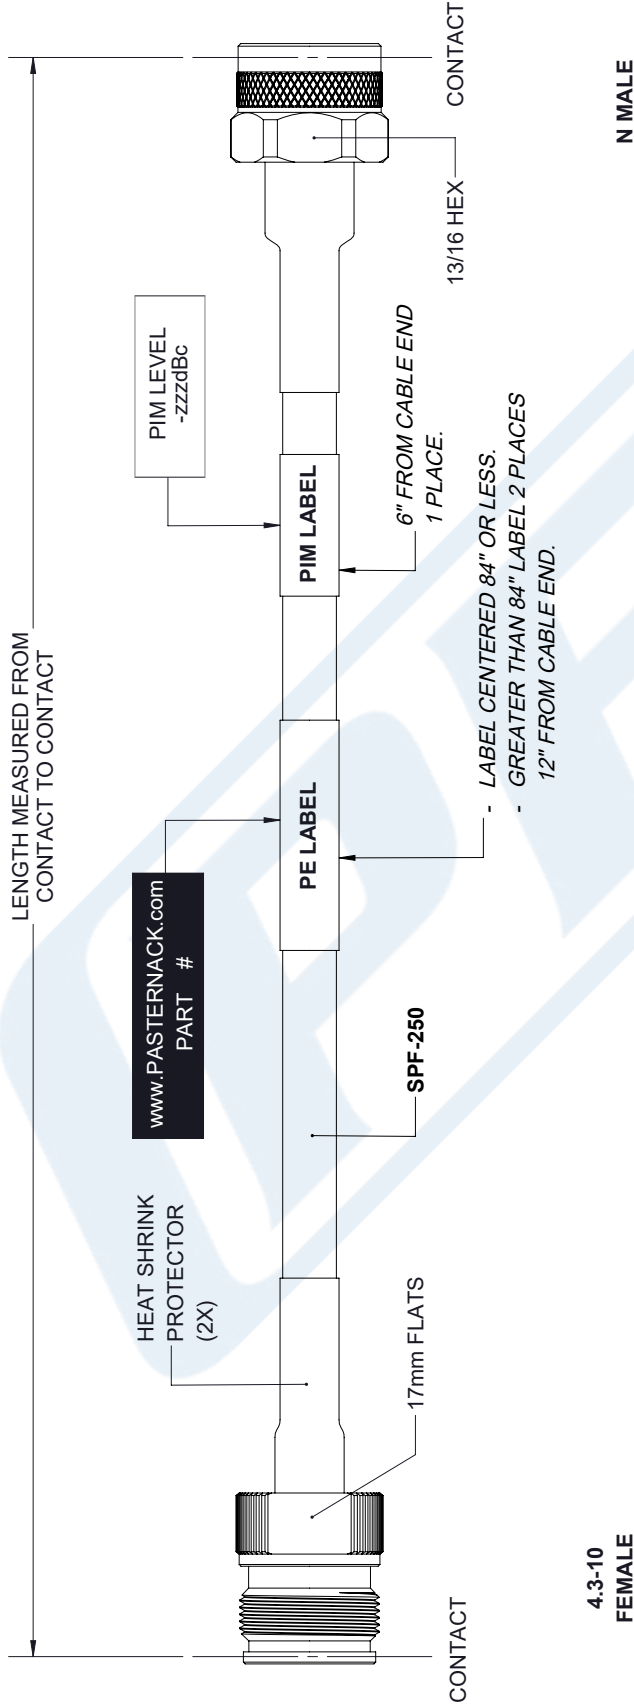 LENGTH MEASURED FROM
CONTACT TO CONTACT
www.PASTERNACK.com
PART #
PIM LEVEL
-zzzdBc
HEAT SHRINK
PROTECTOR
(2X)
PE LABEL
PIM LABEL
17mm FLATS
SPF-250
6" FROM CABLE END
1 PLACE.
13/16 HEX
CONTACT
CONTACT
- LABEL CENTERED 84" OR LESS.
- GREATER THAN 84" LABEL 2 PLACES
12" FROM CABLE END.
4.3-10
FEMALE
N MALE